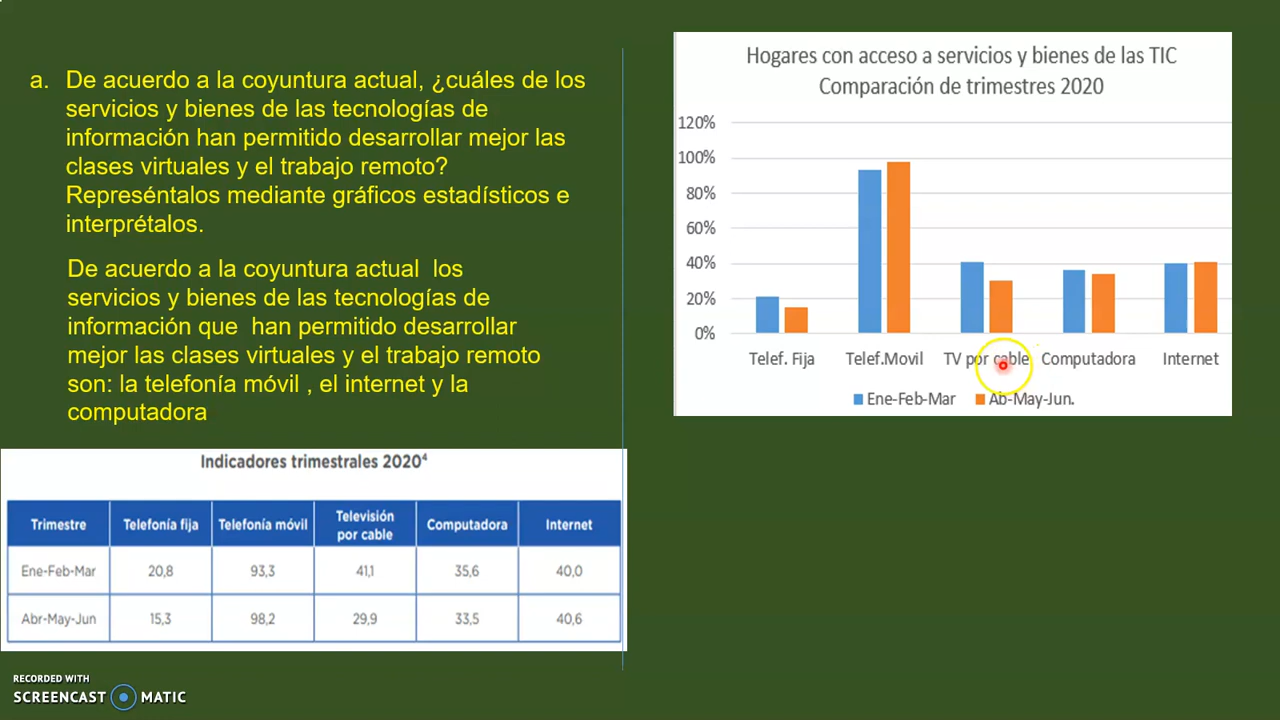 a. De acuerdo a la coyuntura actual, ¿cuáles de los
servicios y bienes de las tecnologías de
información han permitido desarrollar mejor las
clases virtuales y el trabajo remoto?
Represéntalos mediante gráficos estadísticos e
interprétalos.
De acuerdo a la coyuntura actual los
servicios y bienes de las tecnologías de
información que han permitido desarrollar
mejor las clases virtuales y el trabajo remoto
son: la telefonía móvil , el internet y la
computadora
Indicadores trimestrales 2020⁴
Trimestre Telefonía fija Telefonía móvil Televisión por cable Computadora Internet
Ene-Feb-Mar 20,8 93,3 41,1 35,6 40,0
Abr-May-Jun 15,3 98,2 29,9 33,5 40,6
Hogares con acceso a servicios y bienes de las TIC
Comparación de trimestres 2020
120%
100%
80%
60%
40%
20%
0%
Telef. Fija Telef.Movil TV por cable Computadora Internet
Ene-Feb-Mar Ab-May-Jun.
RECORDED WITH
SCREENCAST MATIC